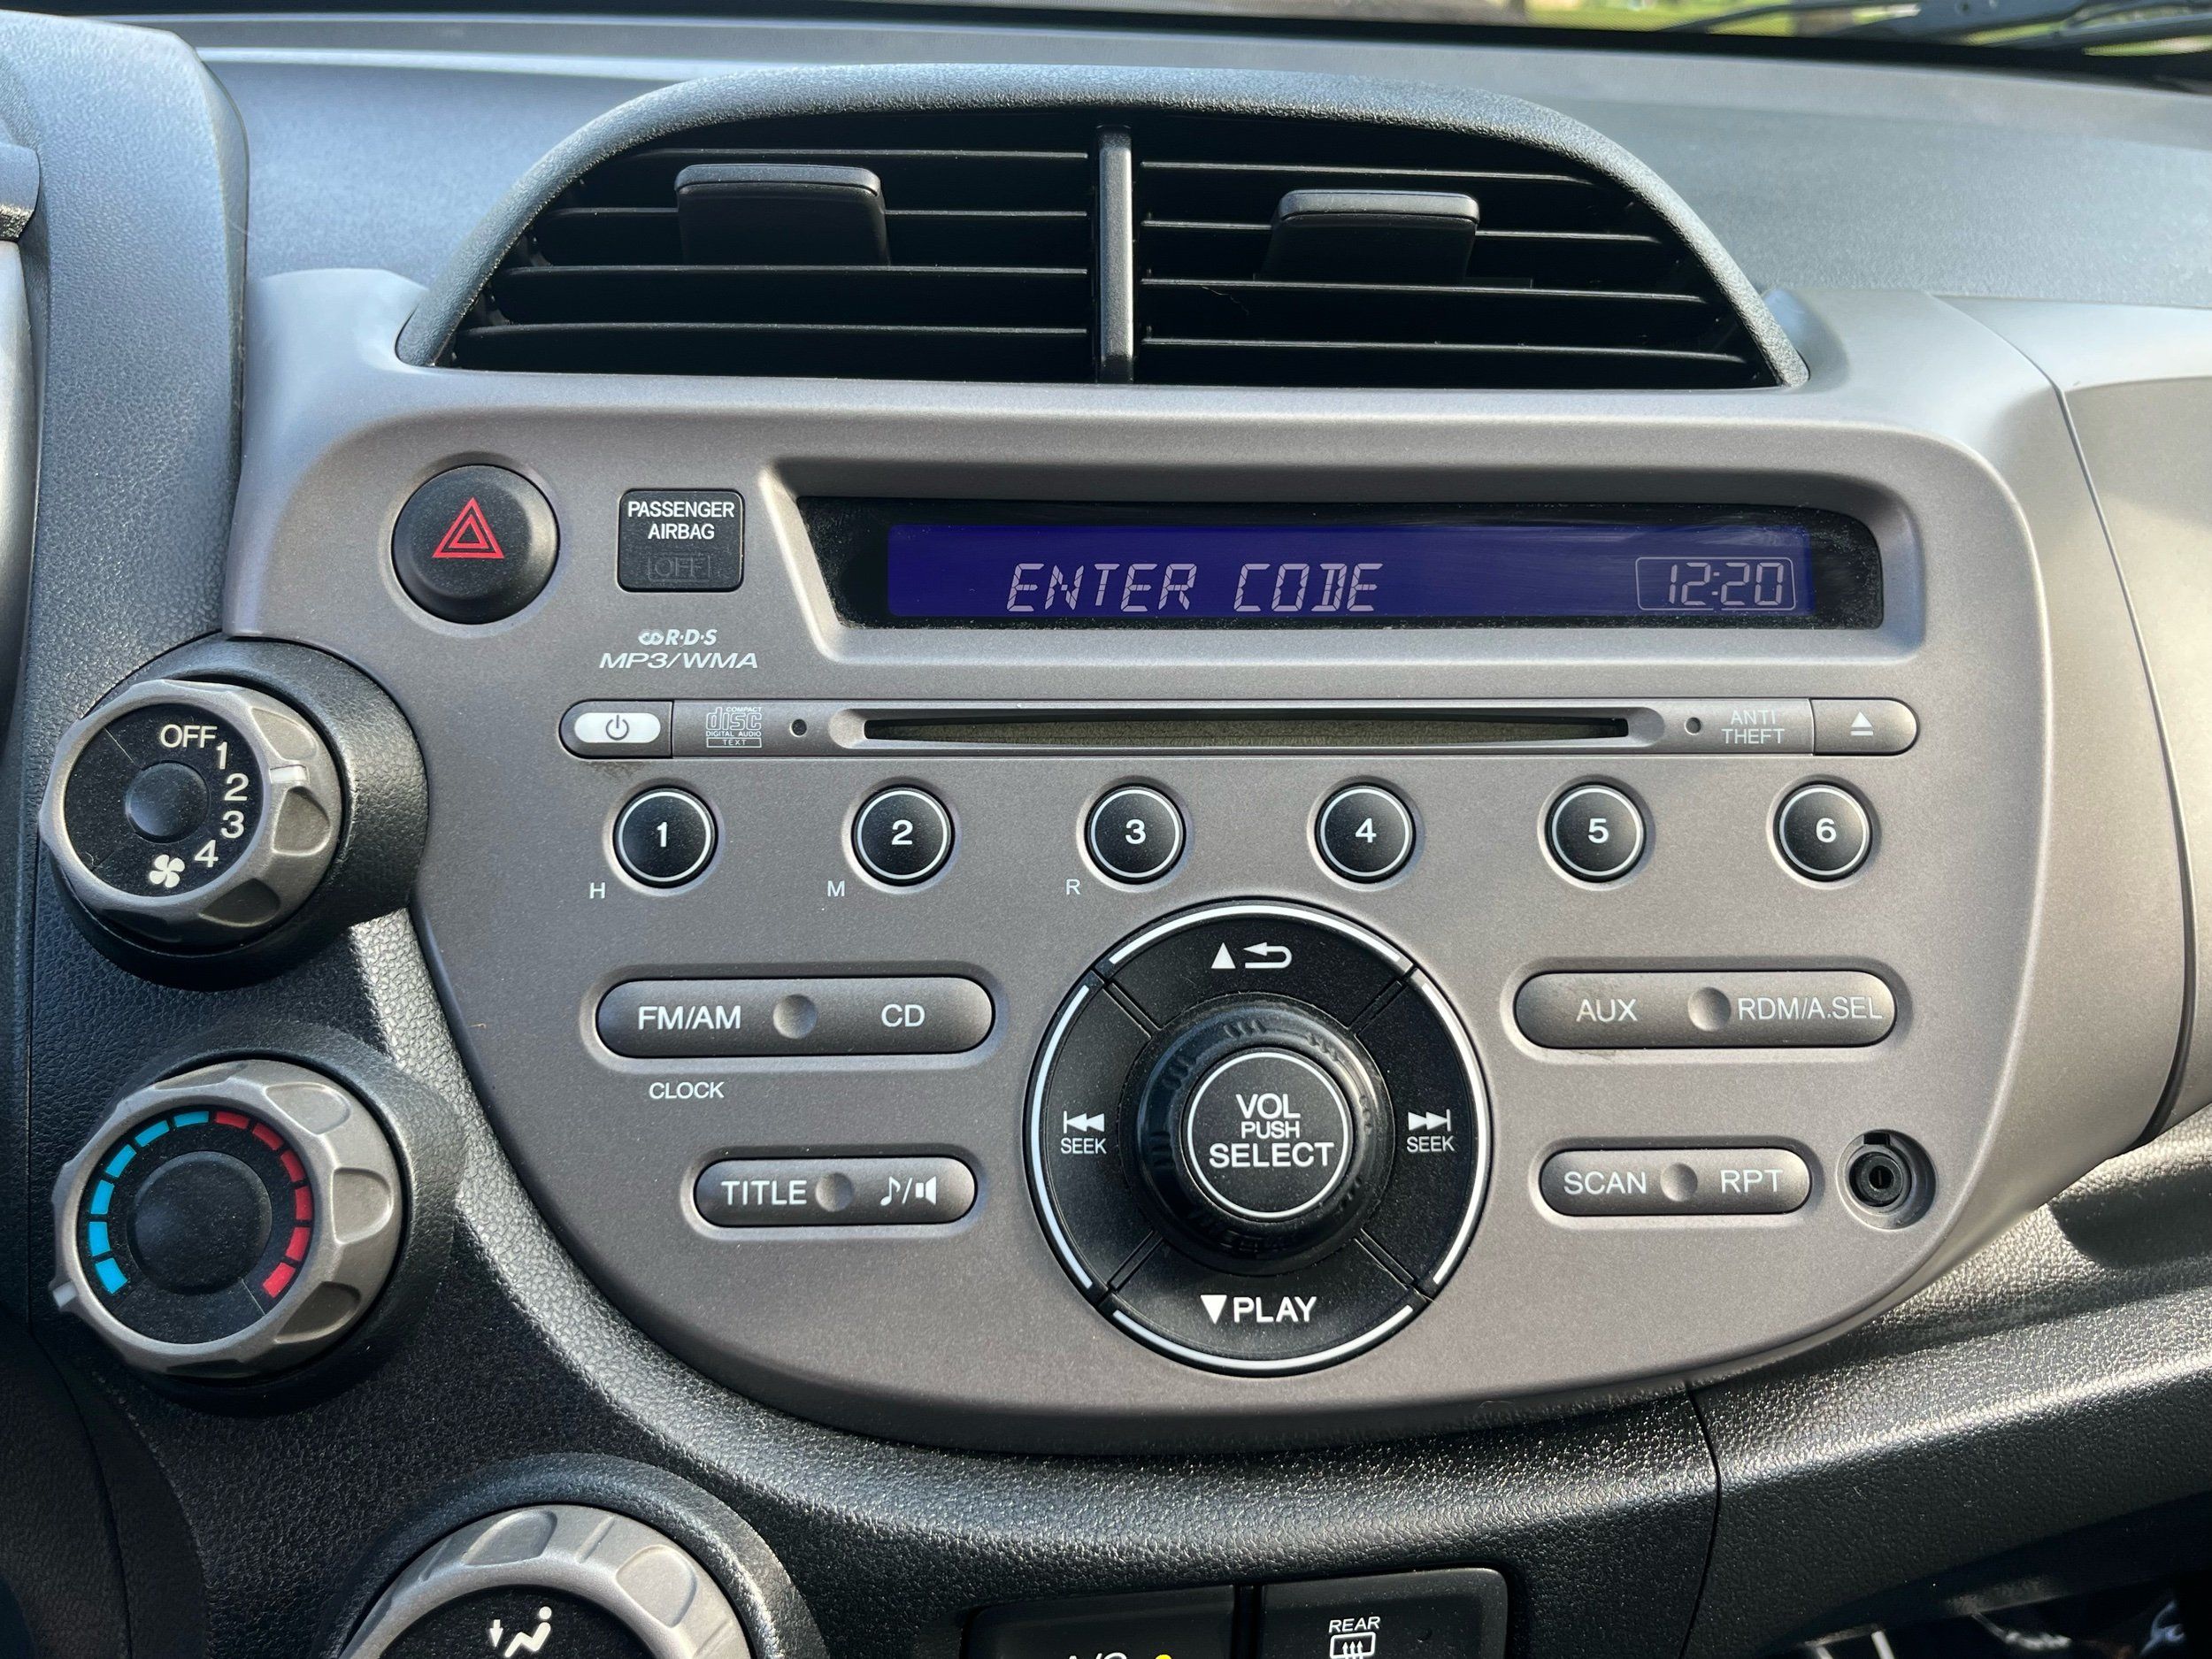 PASSENGER
AIRBAG
OFF
ENTER CODE
12:20
R·D·S
MP3/WMA
COMPACT
disc
DIGITAL AUDIO
TEXT
ANTI
THEFT
OFF
1
2
3
4
1 2 3 4 5 6
H M R
FM/AM CD
CLOCK
AUX RDM/A.SEL
VOL
PUSH
SELECT
SEEK
SEEK
TITLE
SCAN RPT
PLAY
REAR